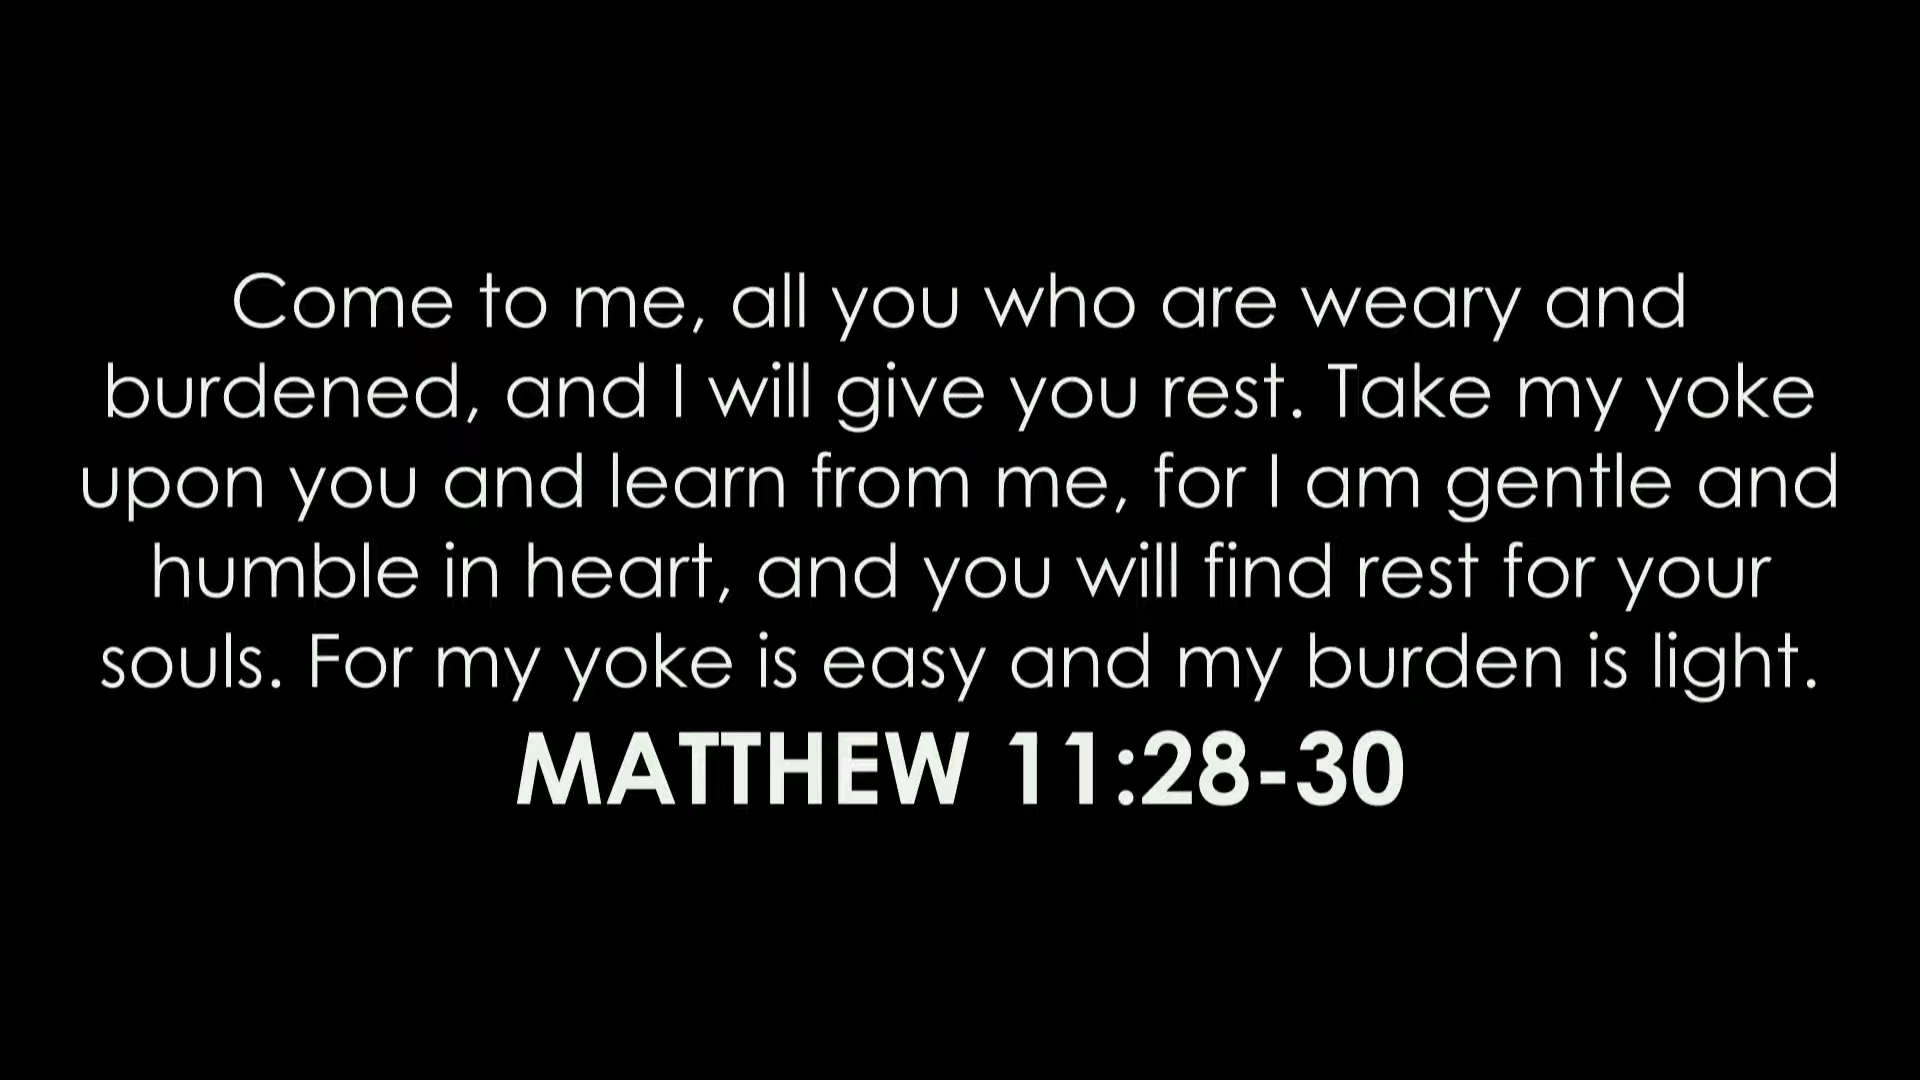 Come to me, all you who are weary and
burdened, and I will give you rest. Take my yoke
upon you and learn from me, for I am gentle and
humble in heart, and you will find rest for your
souls. For my yoke is easy and my burden is light.
MATTHEW 11:28-30